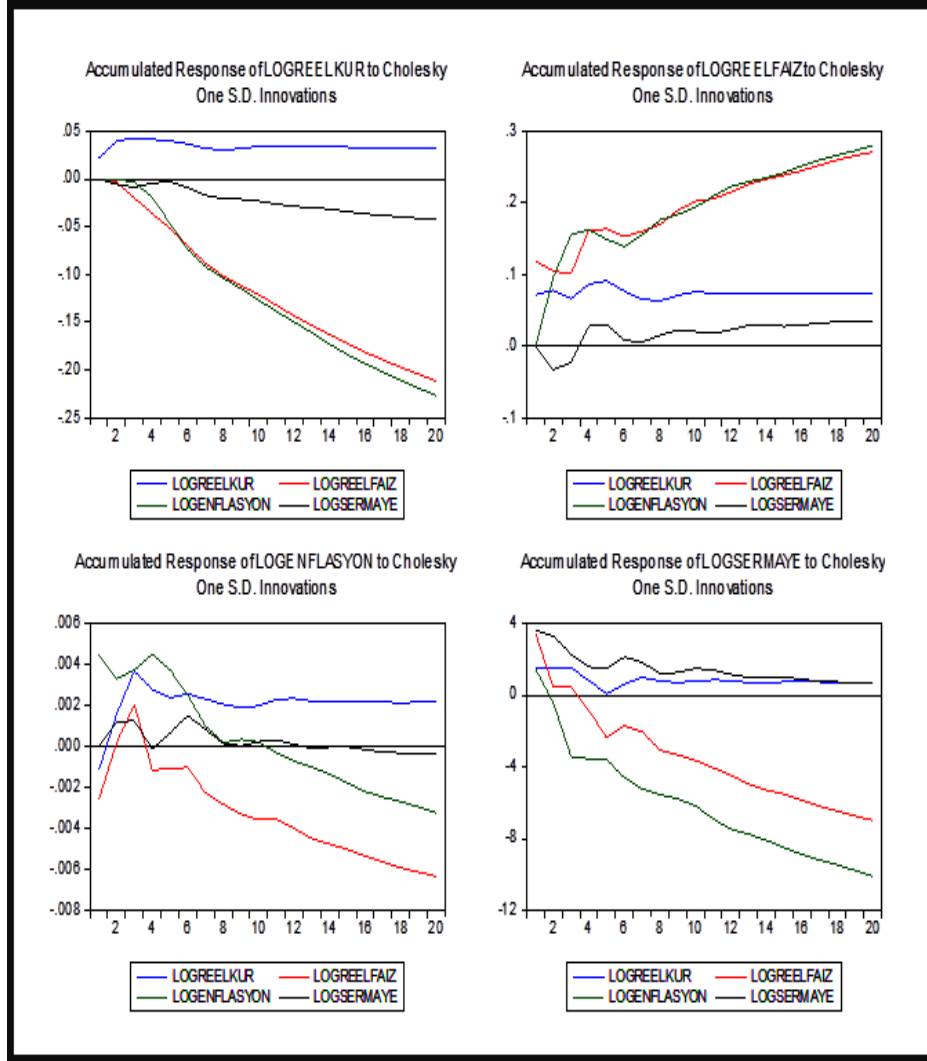 Accumulated Response of LOGREELKUR to Cholesky
One S.D. Innovations
.05
.00
-.05
-.10
-.15
-.20
-.25
2 4 6 8 10 12 14 16 18 20
LOGREELKUR LOGREELFAIZ
LOGENFLASYON LOGSERMAYE
Accumulated Response of LOGREELFAIZ to Cholesky
One S.D. Innovations
.3
.2
.1
.0
-.1
2 4 6 8 10 12 14 16 18 20
LOGREELKUR LOGREELFAIZ
LOGENFLASYON LOGSERMAYE
Accumulated Response of LOGENFLASYON to Cholesky
One S.D. Innovations
.006
.004
.002
.000
-.002
-.004
-.006
-.008
2 4 6 8 10 12 14 16 18 20
LOGREELKUR LOGREELFAIZ
LOGENFLASYON LOGSERMAYE
Accumulated Response of LOGSERMAYE to Cholesky
One S.D. Innovations
4
0
-4
-8
-12
2 4 6 8 10 12 14 16 18 20
LOGREELKUR LOGREELFAIZ
LOGENFLASYON LOGSERMAYE